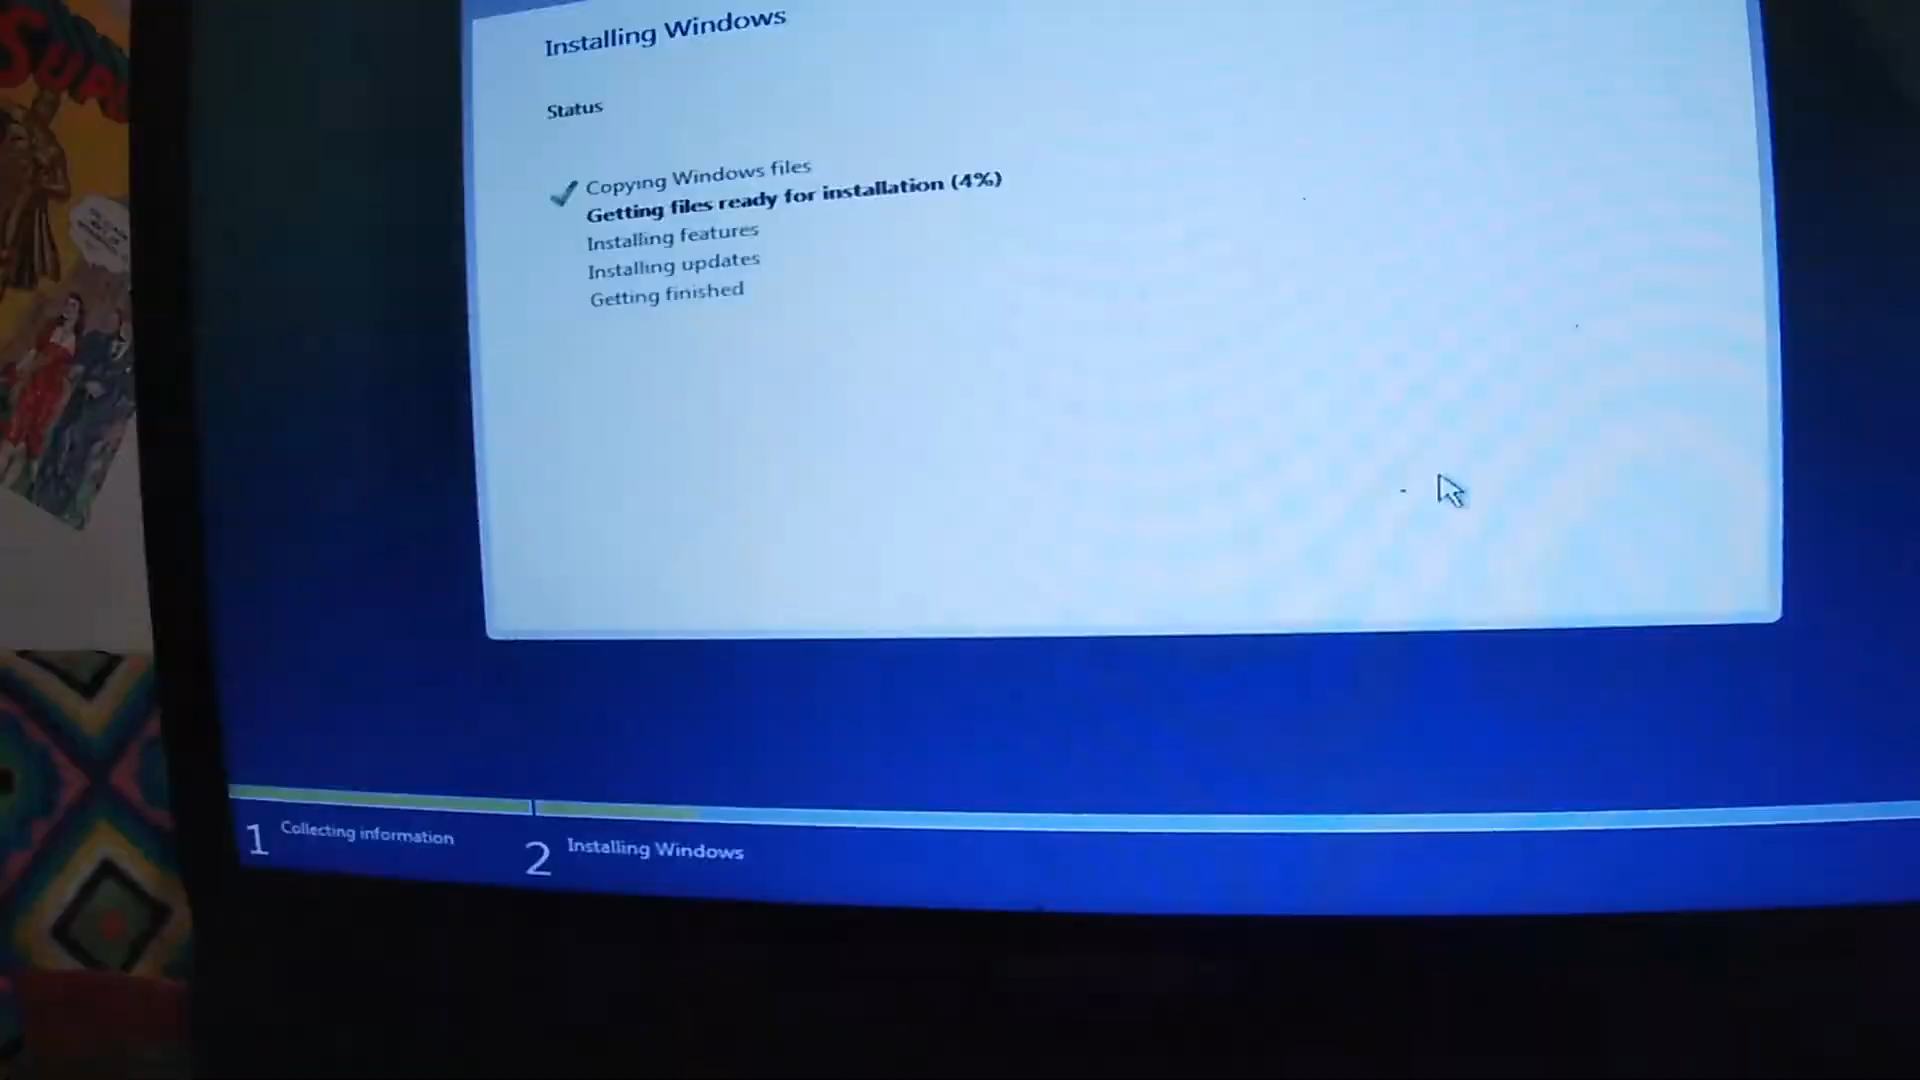 Installing Windows
Status
Copying Windows files
Getting files ready for installation (4%)
Installing features
Installing updates
Getting finished
1 Collecting information
2 Installing Windows